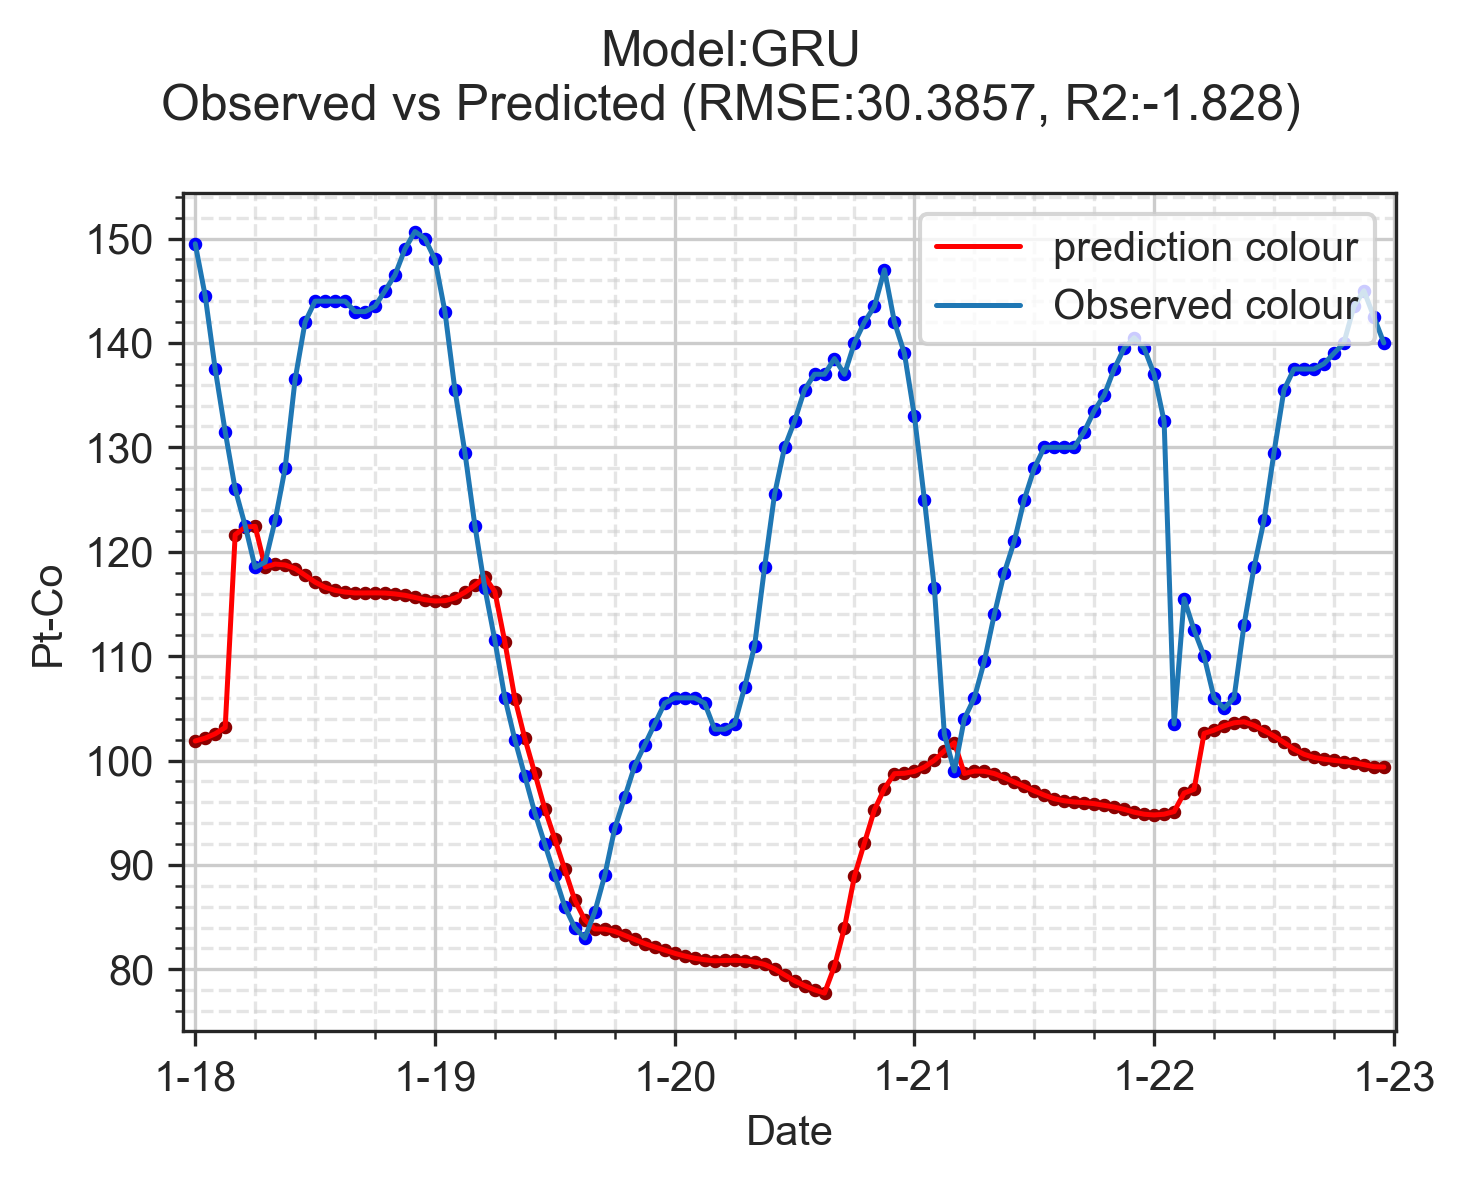 Model:GRU
Observed vs Predicted (RMSE:30.3857, R2:-1.828)
prediction colour
Observed colour
150
140
130
120
110
100
90
80
Pt-Co
1-18
1-19
1-20
1-21
1-22
1-23
Date